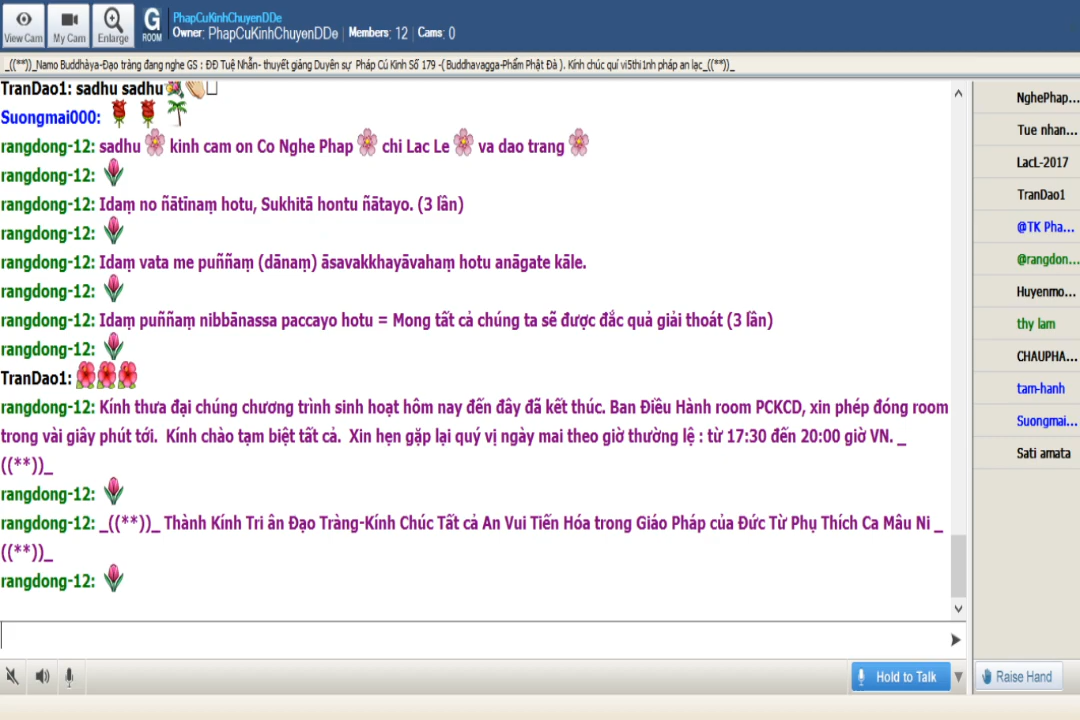 PhapCuKinhChuyenDDe
Owner: PhapCuKinhChuyenDDe | Members: 12 | Cams: 0
View Cam My Cam Enlarge G ROOM
_((**))_Namo Buddhàya-Đạo tràng đang nghe GS : ĐĐ Tuệ Nhẫn- thuyết giảng Duyên sự Pháp Cú Kinh Số 179 -( Buddhavagga-Phẩm Phật Đà ). Kính chúc quí vi5thi1nh pháp an lạc_((**))_
TranDao1: sadhu sadhu
Suongmai000:
rangdong-12: sadhu kinh cam on Co Nghe Phap chi Lac Le va dao trang
rangdong-12:
rangdong-12: Idaṃ no ñātīnaṃ hotu, Sukhitā hontu ñātayo. (3 lần)
rangdong-12:
rangdong-12: Idaṃ vata me puññaṃ (dānaṃ) āsavakkhayāvahaṃ hotu anāgate kāle.
rangdong-12:
rangdong-12: Idaṃ puññaṃ nibbānassa paccayo hotu = Mong tất cả chúng ta sẽ được đắc quả giải thoát (3 lần)
rangdong-12:
TranDao1:
rangdong-12: Kính thưa đại chúng chương trình sinh hoạt hôm nay đến đây đã kết thúc. Ban Điều Hành room PCKCD, xin phép đóng room
trong vài giây phút tới. Kính chào tạm biệt tất cả. Xin hẹn gặp lại quý vị ngày mai theo giờ thường lệ : từ 17:30 đến 20:00 giờ VN. _
((**))_
rangdong-12:
rangdong-12: _((**))_ Thành Kính Tri ân Đạo Tràng-Kính Chúc Tất cả An Vui Tiến Hóa trong Giáo Pháp của Đức Từ Phụ Thích Ca Mâu Ni _
((**))_
rangdong-12:
NghePhap...
Tue nhan...
LacL-2017
TranDao1
@TK Pha...
@rangdon...
Huyenmo...
thy lam
CHAUPHA...
tam-hanh
Suongmai...
Sati amata
Hold to Talk
Raise Hand